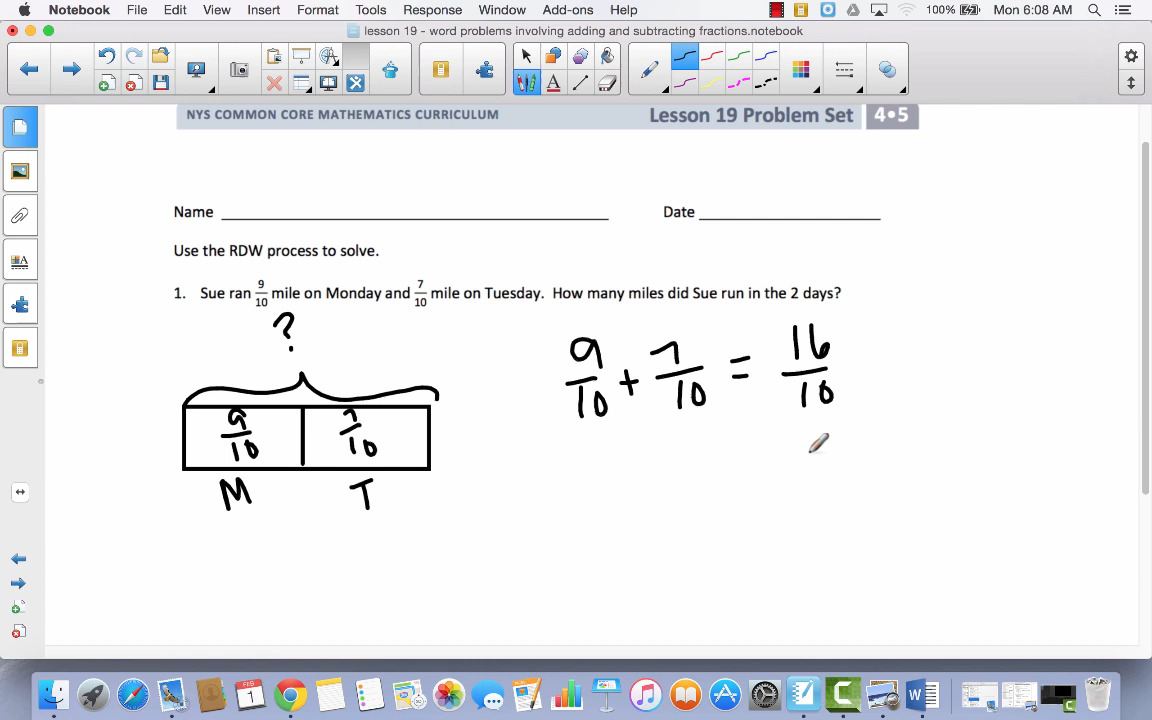 Notebook File Edit View Insert Format Tools Response Window Add-ons Help 100% Mon 6:08 AM
lesson 19 - word problems involving adding and subtracting fractions.notebook
NYS COMMON CORE MATHEMATICS CURRICULUM Lesson 19 Problem Set 4•5
Name Date
Use the RDW process to solve.
1. Sue ran 9/10 mile on Monday and 7/10 mile on Tuesday. How many miles did Sue run in the 2 days?
?
9/10 + 7/10 = 16/10
9/10 7/10
M T